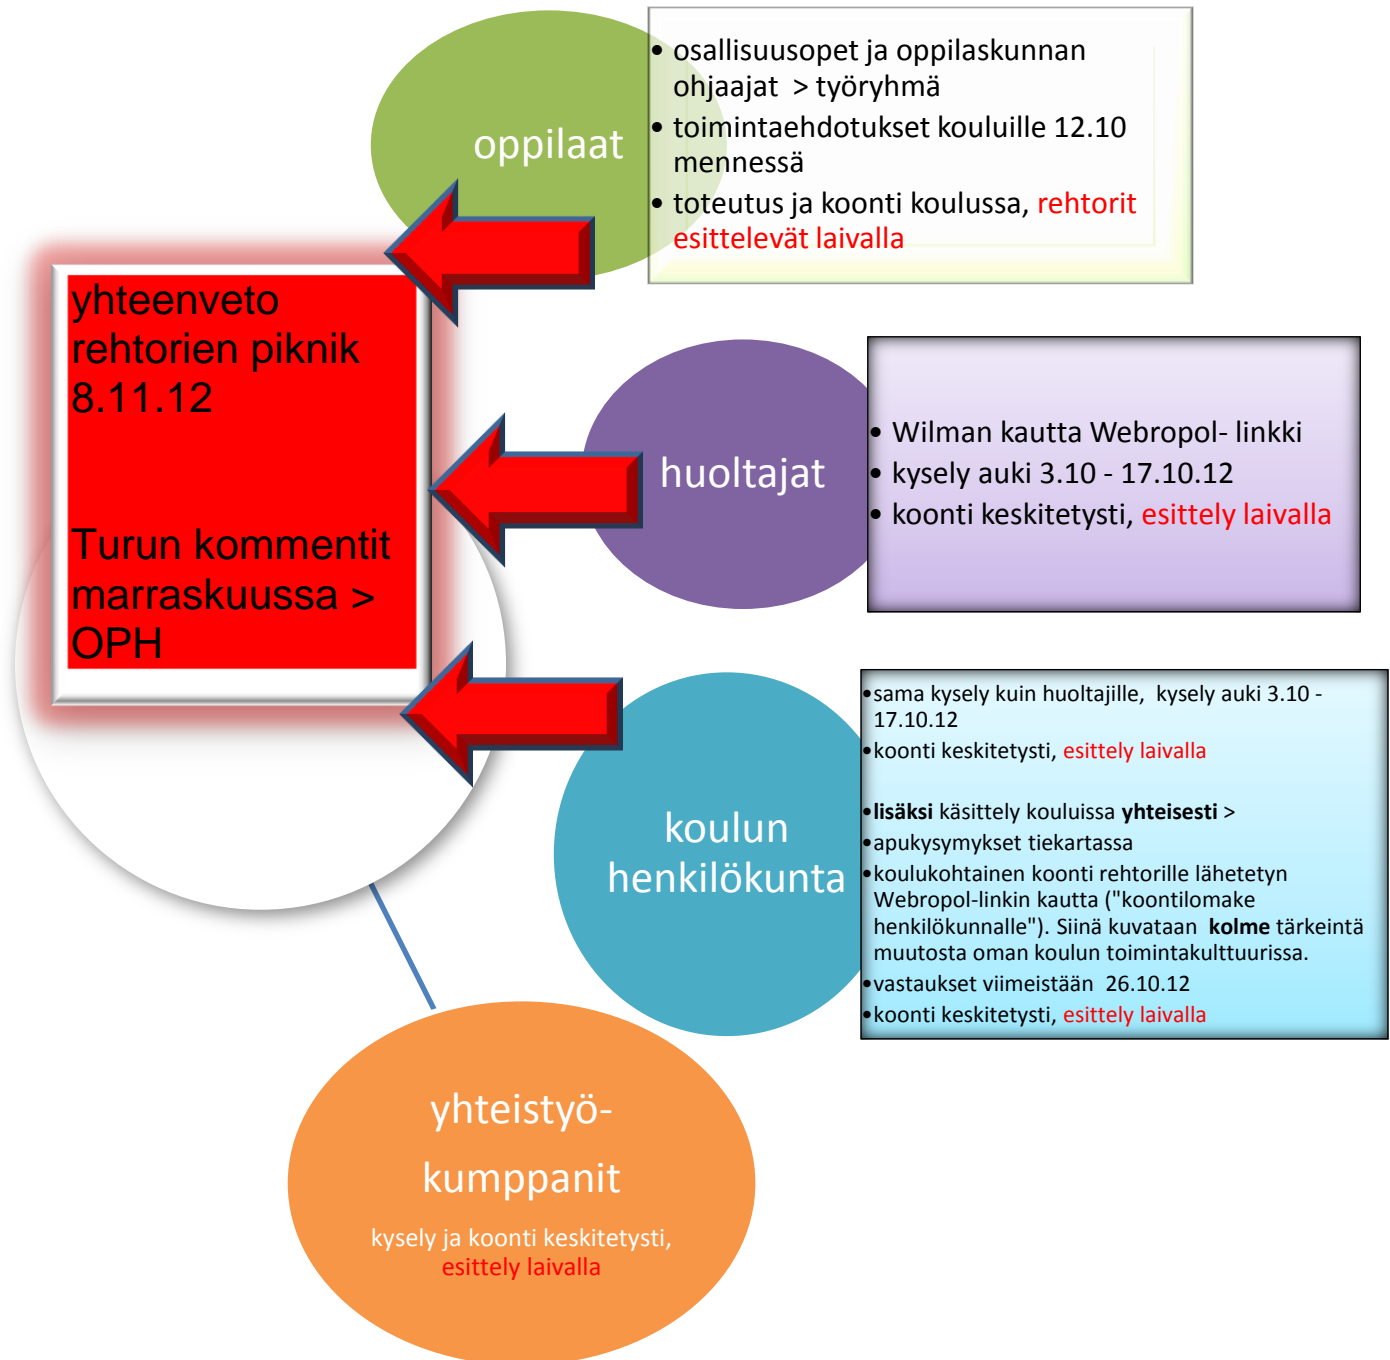 oppilaat
• osallisuusopet ja oppilaskunnan
ohjaajat > työryhmä
• toimintaehdotukset kouluille 12.10
mennessä
• toteutus ja koonti koulussa, rehtorit
esittelevät laivalla
yhteenveto
rehtorien piknik
8.11.12
Turun kommentit
marraskuussa >
OPH
huoltajat
• Wilman kautta Webropol- linkki
• kysely auki 3.10 - 17.10.12
• koonti keskitetysti, esittely laivalla
koulun
henkilökunta
•sama kysely kuin huoltajille, kysely auki 3.10 -
17.10.12
•koonti keskitetysti, esittely laivalla
•lisäksi käsittely kouluissa yhteisesti >
•apukysymykset tiekartassa
•koulukohtainen koonti rehtorille lähetetyn
Webropol-linkin kautta ("koontilomake
henkilökunnalle"). Siinä kuvataan kolme tärkeintä
muutosta oman koulun toimintakulttuurissa.
•vastaukset viimeistään 26.10.12
•koonti keskitetysti, esittely laivalla
yhteistyö-
kumppanit
kysely ja koonti keskitetysti,
esittely laivalla